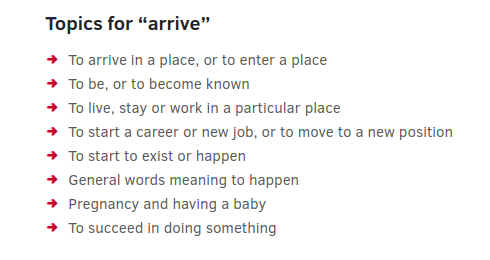 Topics for “arrive”
To arrive in a place, or to enter a place
To be, or to become known
To live, stay or work in a particular place
To start a career or new job, or to move to a new position
To start to exist or happen
General words meaning to happen
Pregnancy and having a baby
To succeed in doing something